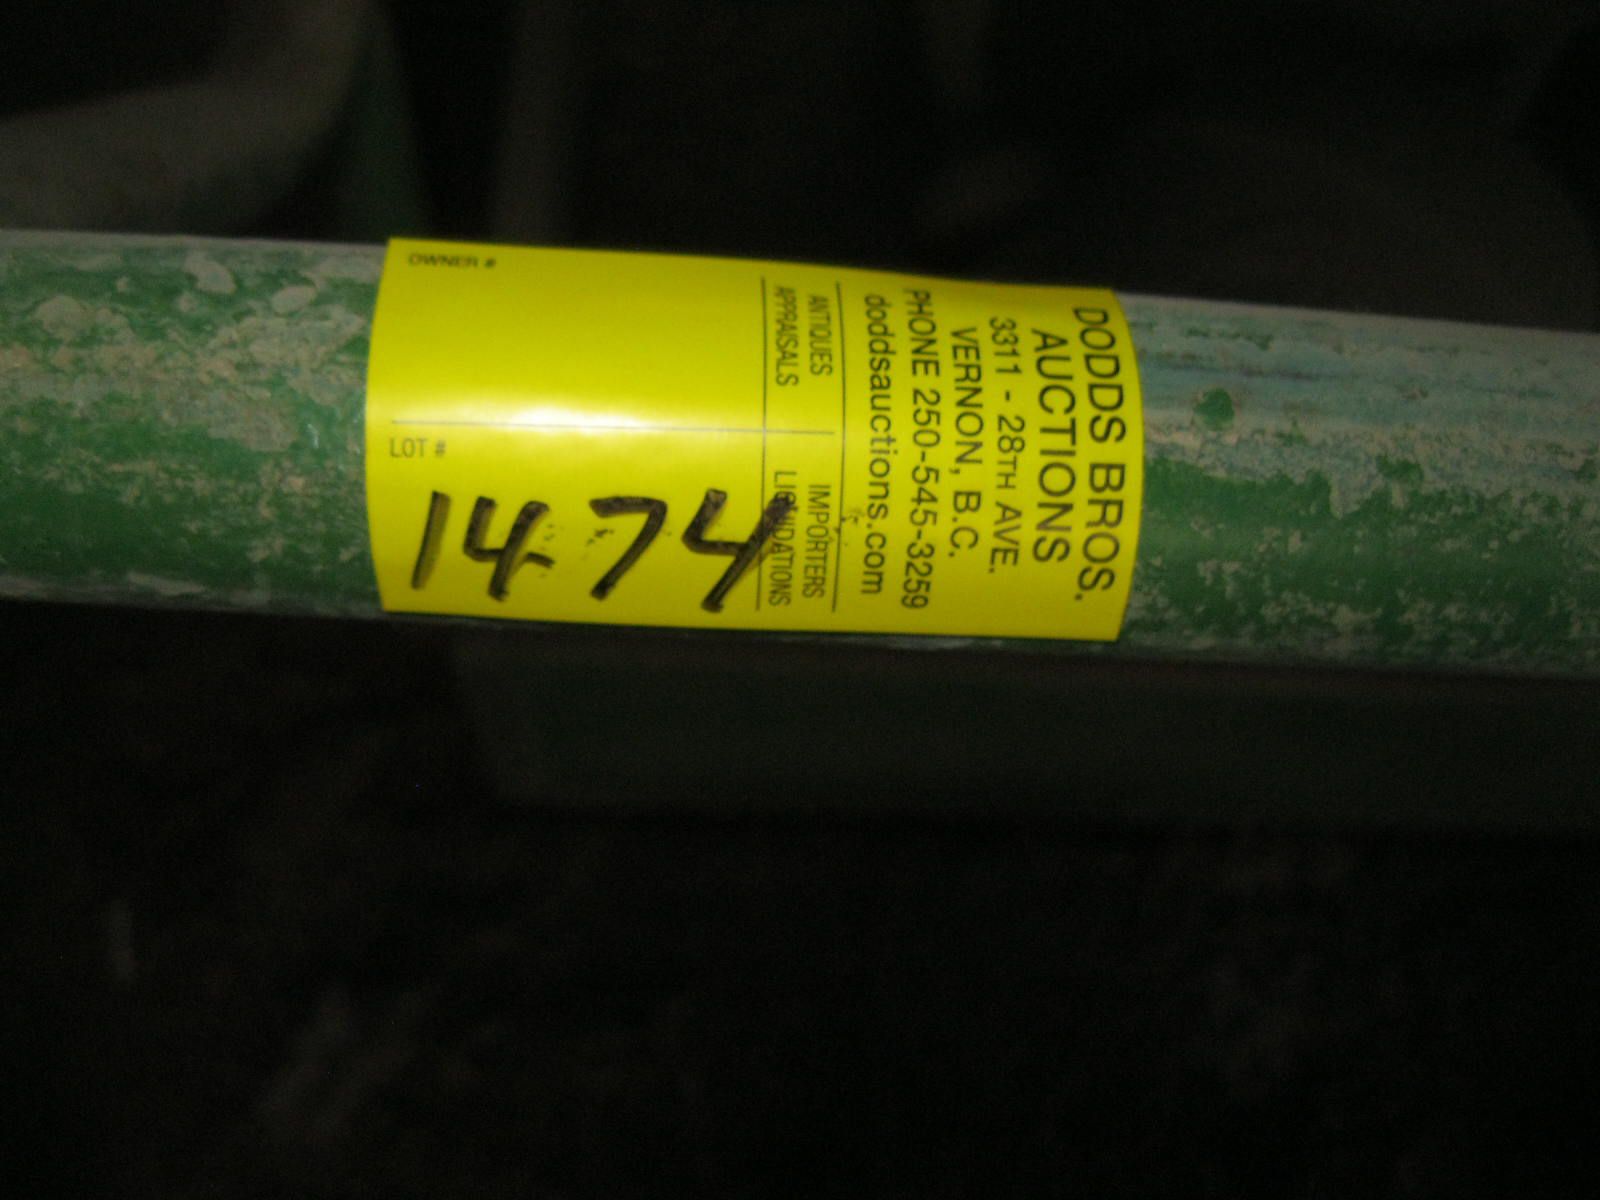 DODDS BROS.
AUCTIONS
3311 - 28TH AVE.
VERNON, B.C.
PHONE 250-545-3259
doddsauctions.com
ANTIQUES IMPORTERS
APPRAISALS LIQUIDATIONS
OWNER #
LOT #
1474